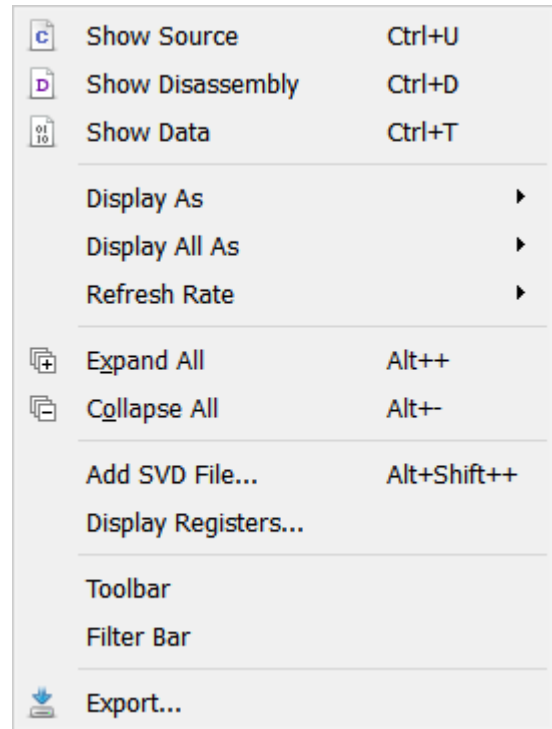 Show Source Ctrl+U
Show Disassembly Ctrl+D
Show Data Ctrl+T
Display As
Display All As
Refresh Rate
Expand All Alt++
Collapse All Alt+-
Add SVD File... Alt+Shift++
Display Registers...
Toolbar
Filter Bar
Export...